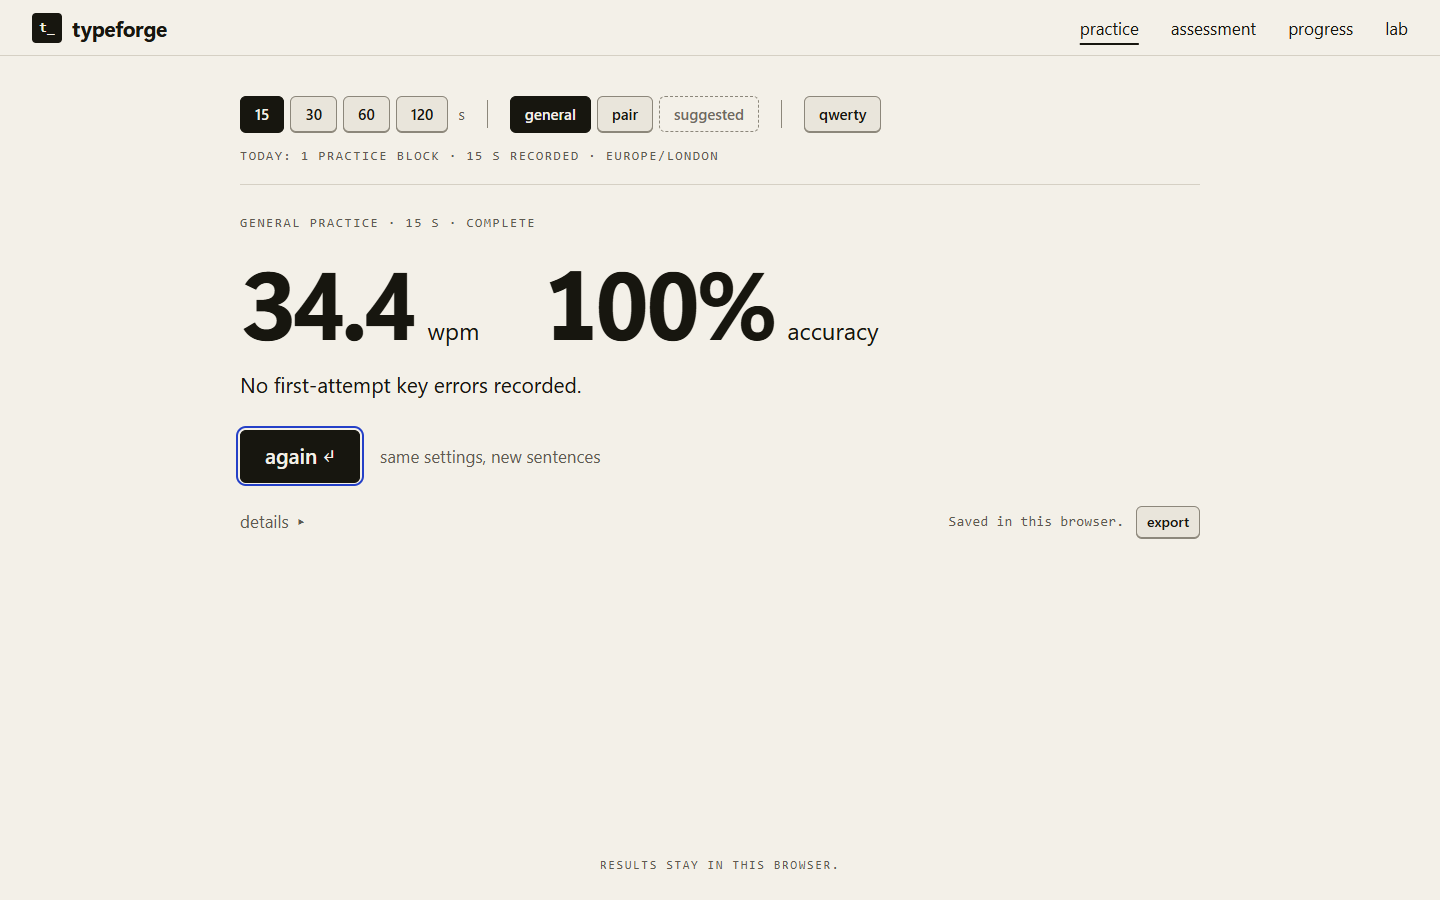 t_ typeforge practice assessment progress lab
15 30 60 120 s general pair suggested qwerty
TODAY: 1 PRACTICE BLOCK · 15 S RECORDED · EUROPE/LONDON
GENERAL PRACTICE · 15 S · COMPLETE
34.4 wpm 100% accuracy
No first-attempt key errors recorded.
again ↵ same settings, new sentences
details ▸ Saved in this browser. export
RESULTS STAY IN THIS BROWSER.